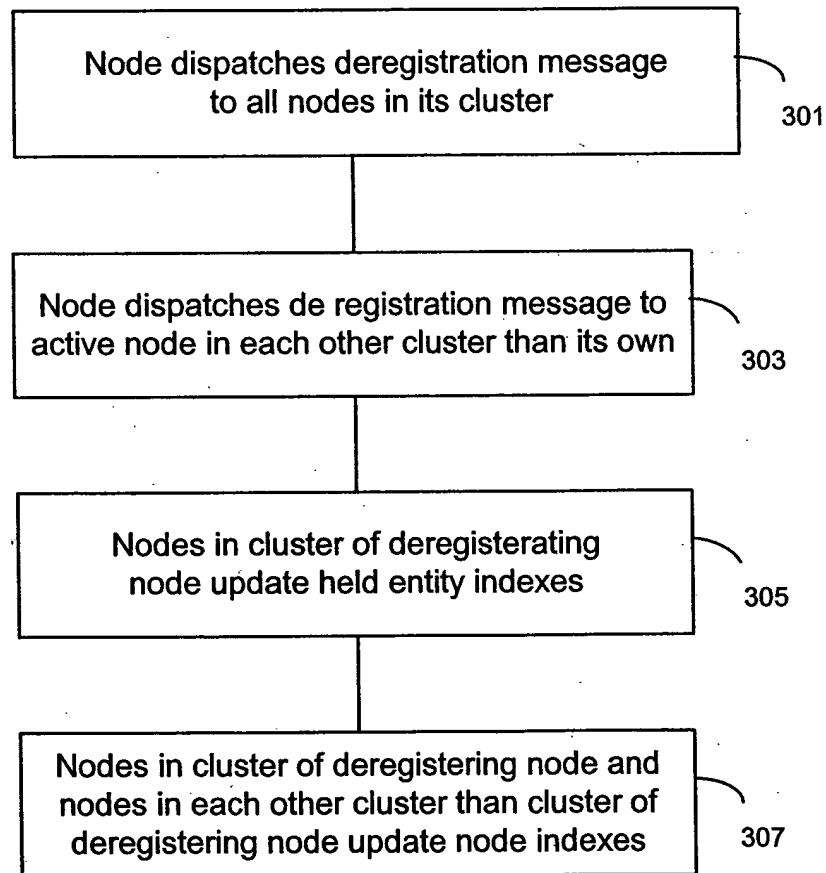 Node dispatches deregistration message
to all nodes in its cluster
301
Node dispatches de registration message to
active node in each other cluster than its own
303
Nodes in cluster of deregisterating
node update held entity indexes
305
Nodes in cluster of deregistering node and
nodes in each other cluster than cluster of
deregistering node update node indexes
307